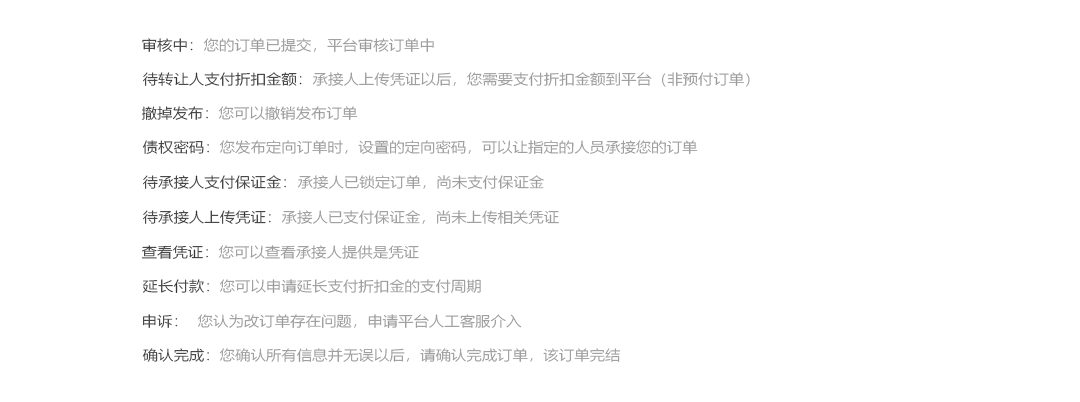 审核中：您的订单已提交，平台审核订单中
待转让人支付折扣金额：承接人上传凭证以后，您需要支付折扣金额到平台（非预付订单）
撤掉发布：您可以撤销发布订单
债权密码：您发布定向订单时，设置的定向密码，可以让指定的人员承接您的订单
待承接人支付保证金：承接人已锁定订单，尚未支付保证金
待承接人上传凭证：承接人已支付保证金，尚未上传相关凭证
查看凭证：您可以查看承接人提供是凭证
延长付款：您可以申请延长支付折扣金的支付周期
申诉： 您认为改订单存在问题，申请平台人工客服介入
确认完成：您确认所有信息并无误以后，请确认完成订单，该订单完结